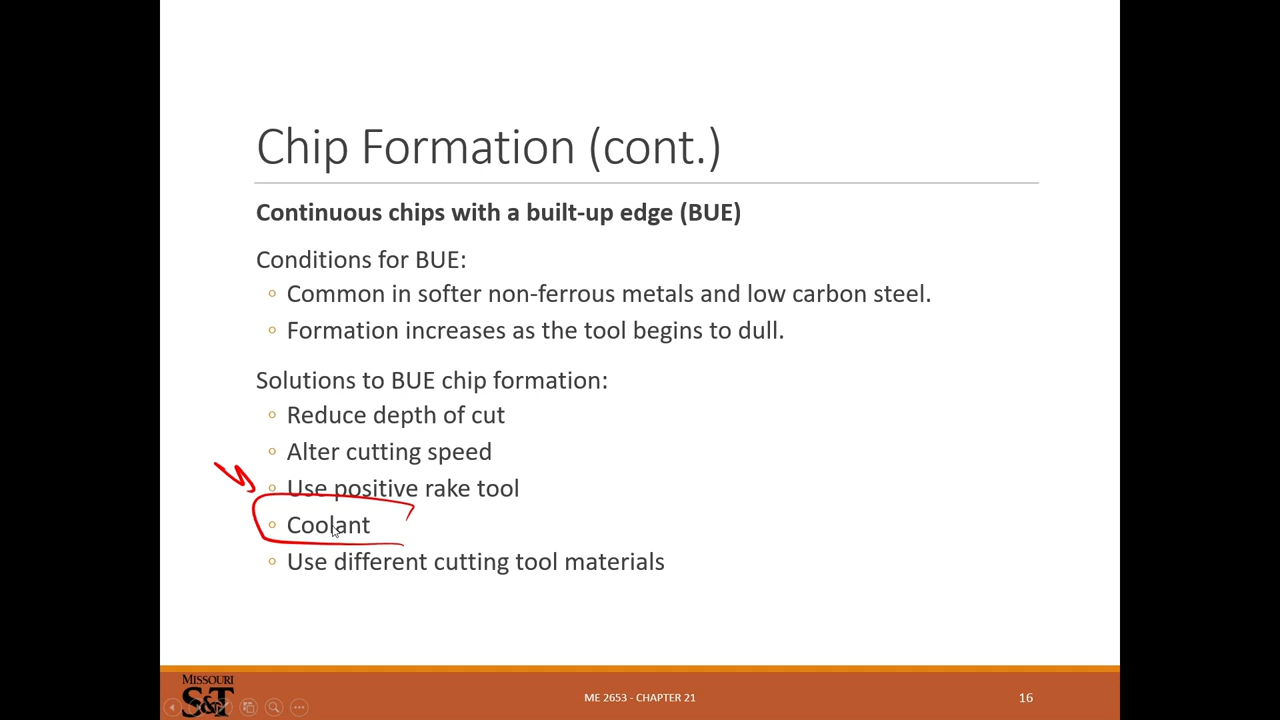 Chip Formation (cont.)
Continuous chips with a built-up edge (BUE)
Conditions for BUE:
◦ Common in softer non-ferrous metals and low carbon steel.
◦ Formation increases as the tool begins to dull.
Solutions to BUE chip formation:
◦ Reduce depth of cut
◦ Alter cutting speed
◦ Use positive rake tool
◦ Coolant
◦ Use different cutting tool materials
MISSOURI
S&T
ME 2653 - CHAPTER 21
16